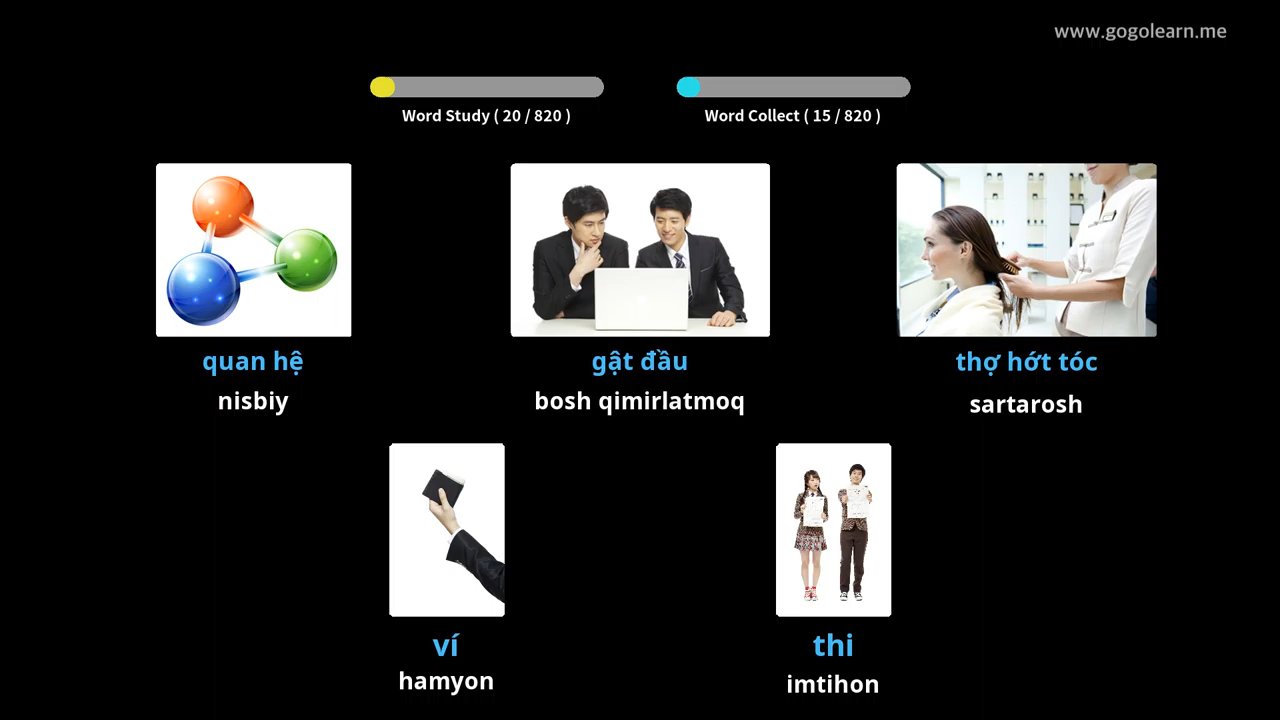 www.gogolearn.me
Word Study ( 20 / 820 )
Word Collect ( 15 / 820 )
quan hệ
nisbiy
gật đầu
bosh qimirlatmoq
thợ hớt tóc
sartarosh
ví
hamyon
thi
imtihon